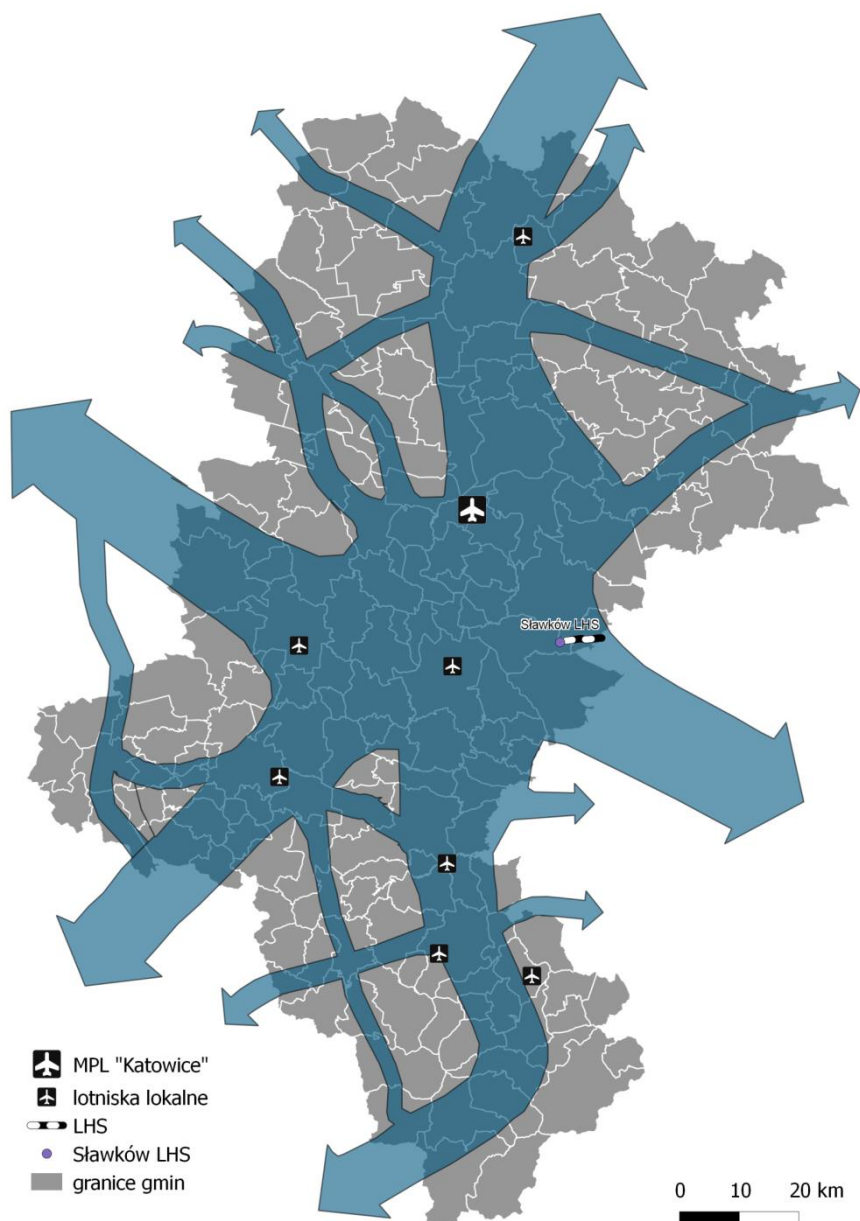 Sławków LHS
MPL "Katowice"
lotniska lokalne
LHS
Sławków LHS
granice gmin
0 10 20 km